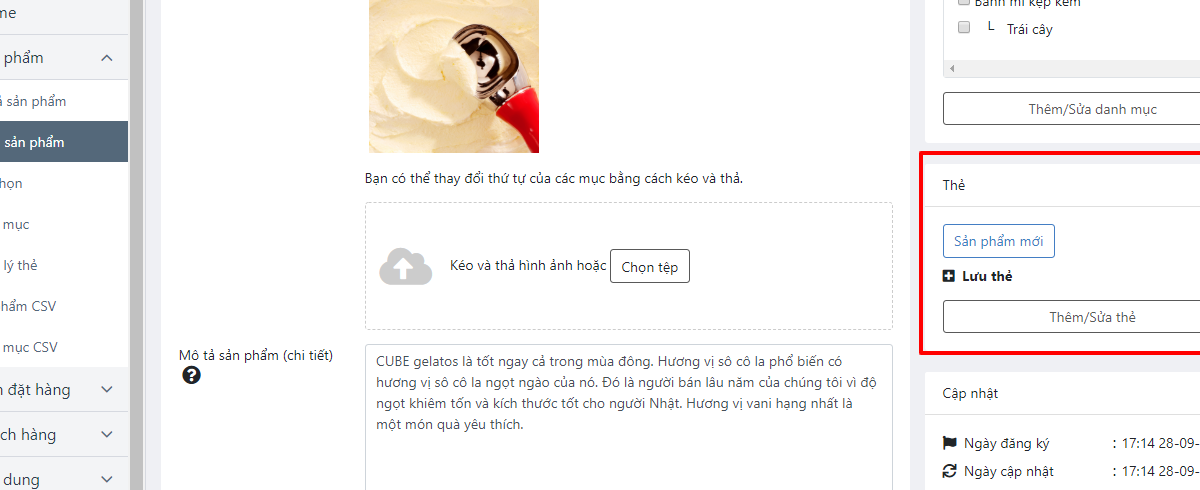 me
phẩm
sản phẩm
sản phẩm
họn
mục
lý thẻ
hẩm CSV
mục CSV
đặt hàng
ch hàng
dung
Bạn có thể thay đổi thứ tự của các mục bằng cách kéo và thả.
Kéo và thả hình ảnh hoặc Chọn tệp
Mô tả sản phẩm (chi tiết)
CUBE gelatos là tốt ngay cả trong mùa đông. Hương vị sô cô la phổ biến có
hương vị sô cô la ngọt ngào của nó. Đó là người bán lâu năm của chúng tôi vì độ
ngọt khiêm tốn và kích thước tốt cho người Nhật. Hương vị vani hạng nhất là
một món quà yêu thích.
Bánh mì kẹp kem
└ Trái cây
Thêm/Sửa danh mục
Thẻ
Sản phẩm mới
Lưu thẻ
Thêm/Sửa thẻ
Cập nhật
Ngày đăng ký : 17:14 28-09-
Ngày cập nhật : 17:14 28-09-